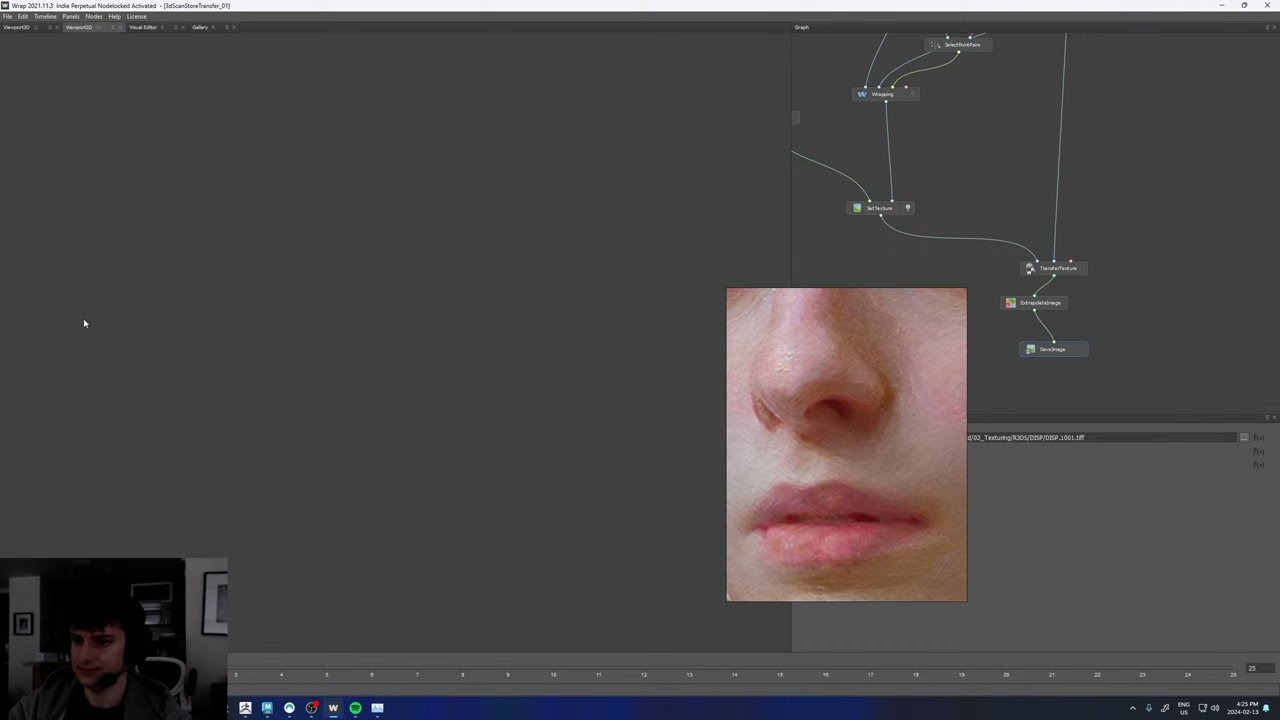 Wrap 2021.11.3 Indie Perpetual Nodelocked Activated - [3dScanStoreTransfer_01]
File Edit Timeline Panels Nodes Help License
Viewport3D Viewport2D Visual Editor Gallery Graph
SelectPointPairs
Wrapping
SetTexture
TransferTexture
ExtrapolateImage
SaveImage
d/02_Texturing/R3DS/DISP/DISP.1001.tiff
f(x)
f(x)
f(x)
25
3 4 5 6 7 8 9 10 11 12 13 14 15 16 17 18 19 20 21 22 23 24 25
ENG
US
4:25 PM
2024-02-13